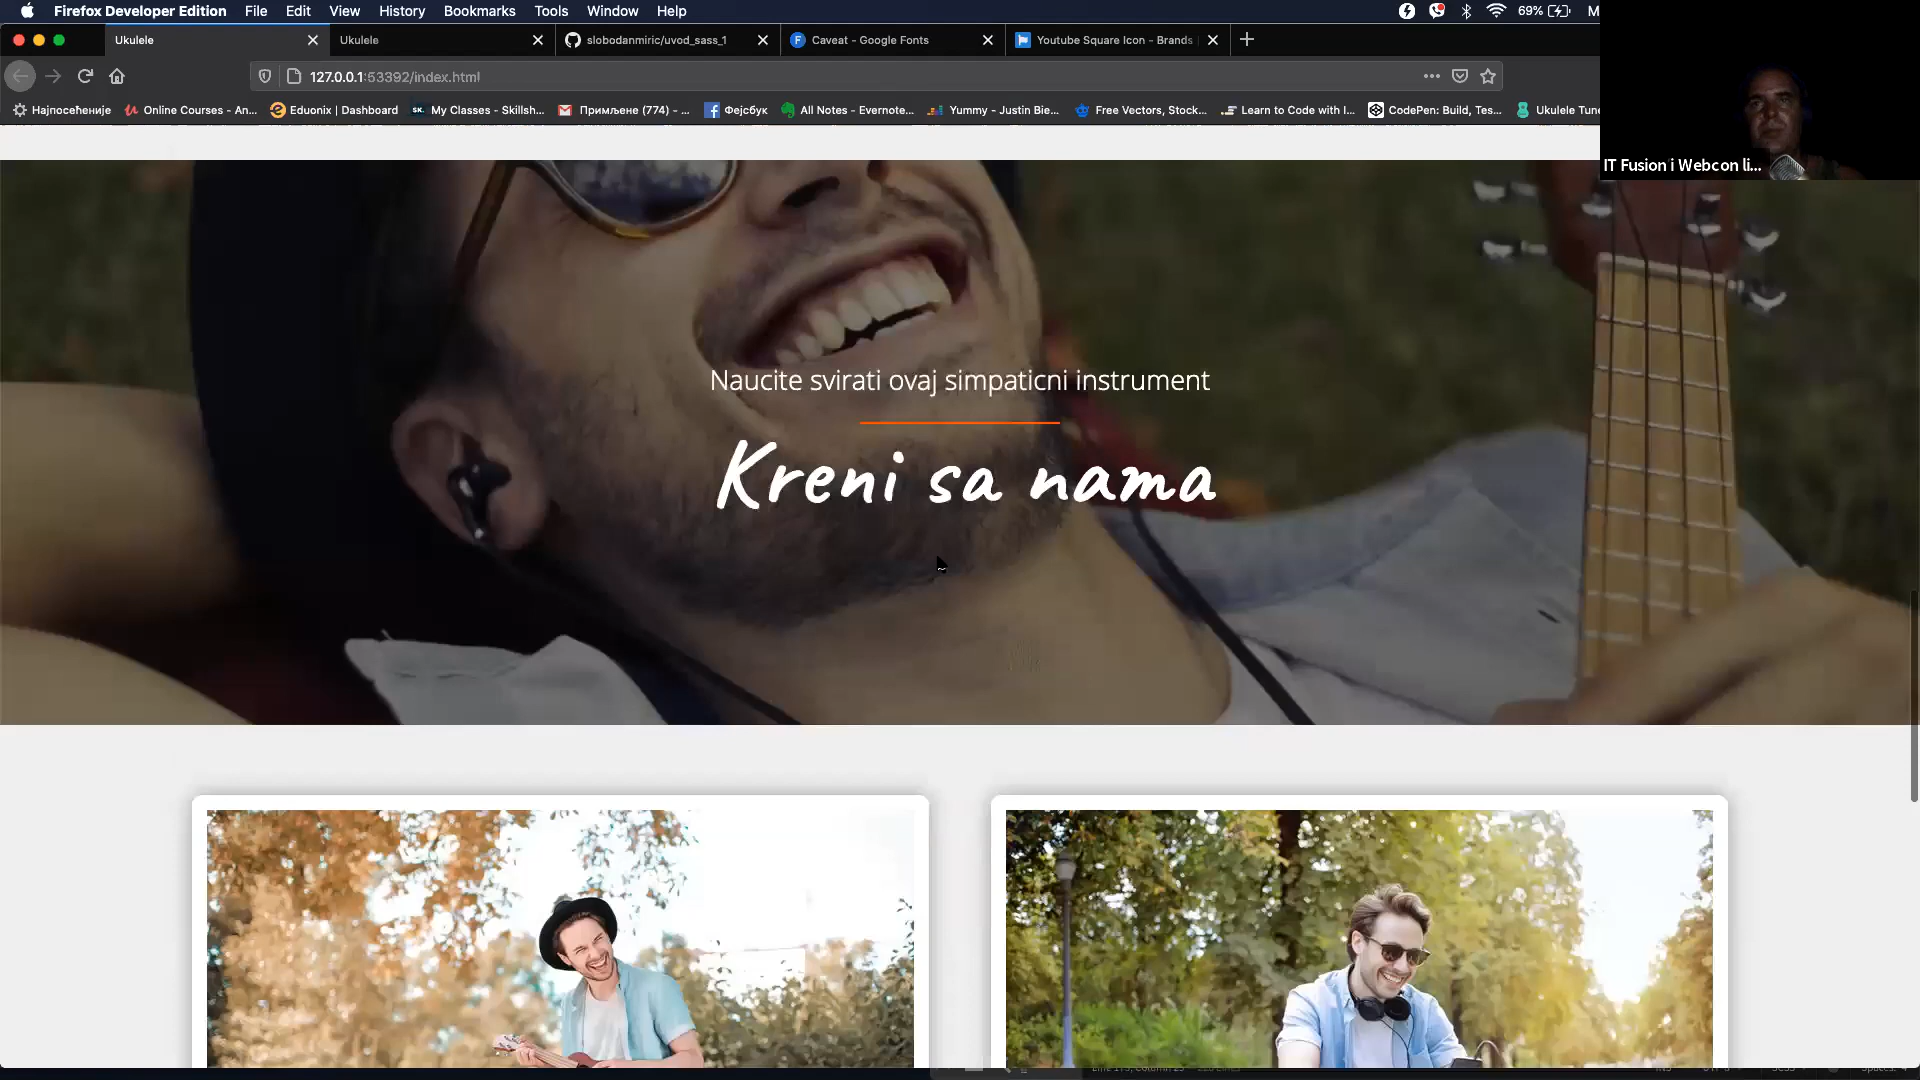 Firefox Developer Edition File Edit View History Bookmarks Tools Window Help 69%
Ukulele Ukulele slobodanmiric/uvod_sass_1 Caveat - Google Fonts Youtube Square Icon - Brands
127.0.0.1:53392/index.html
Најпосећеније Online Courses - An... Eduonix | Dashboard SK. My Classes - Skillsh... Примљене (774) - ... Фејсбук All Notes - Evernote... Yummy - Justin Bie... Free Vectors, Stock... Learn to Code with I... CodePen: Build, Tes... Ukulele Tun
IT Fusion i Webcon li...
Naucite svirati ovaj simpaticni instrument
Kreni sa nama